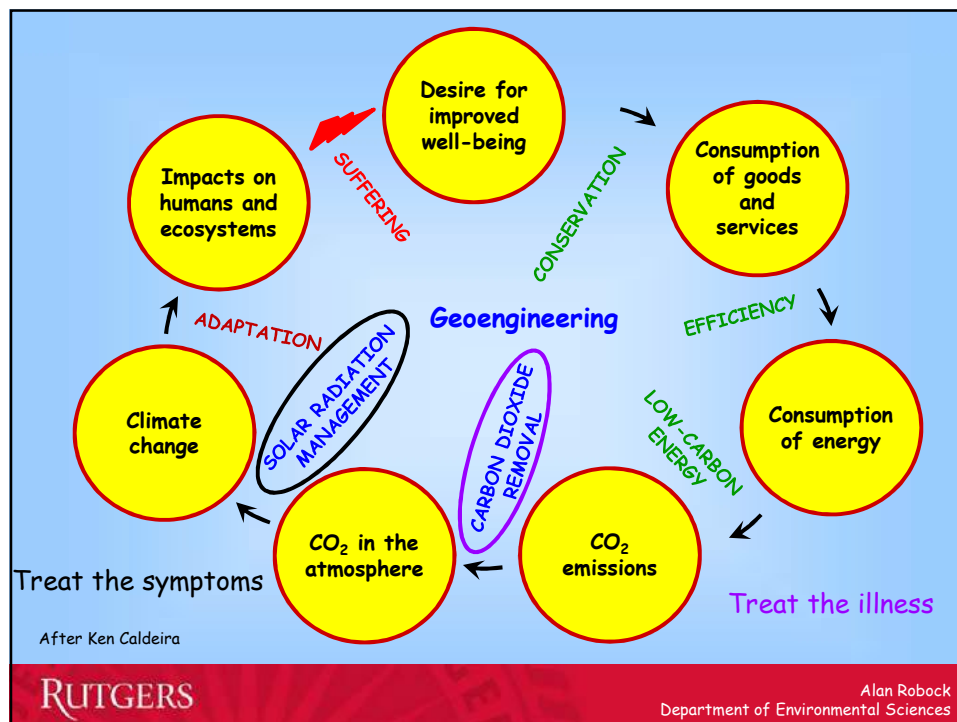 Desire for
improved
well-being
Consumption
of goods
and
services
Consumption
of energy
CO₂
emissions
CO₂ in the
atmosphere
Climate
change
Impacts on
humans and
ecosystems
SUFFERING
CONSERVATION
EFFICIENCY
LOW-CARBON
ENERGY
Geoengineering
CARBON DIOXIDE
REMOVAL
SOLAR RADIATION
MANAGEMENT
ADAPTATION
Treat the symptoms
Treat the illness
After Ken Caldeira
RUTGERS
Alan Robock
Department of Environmental Sciences